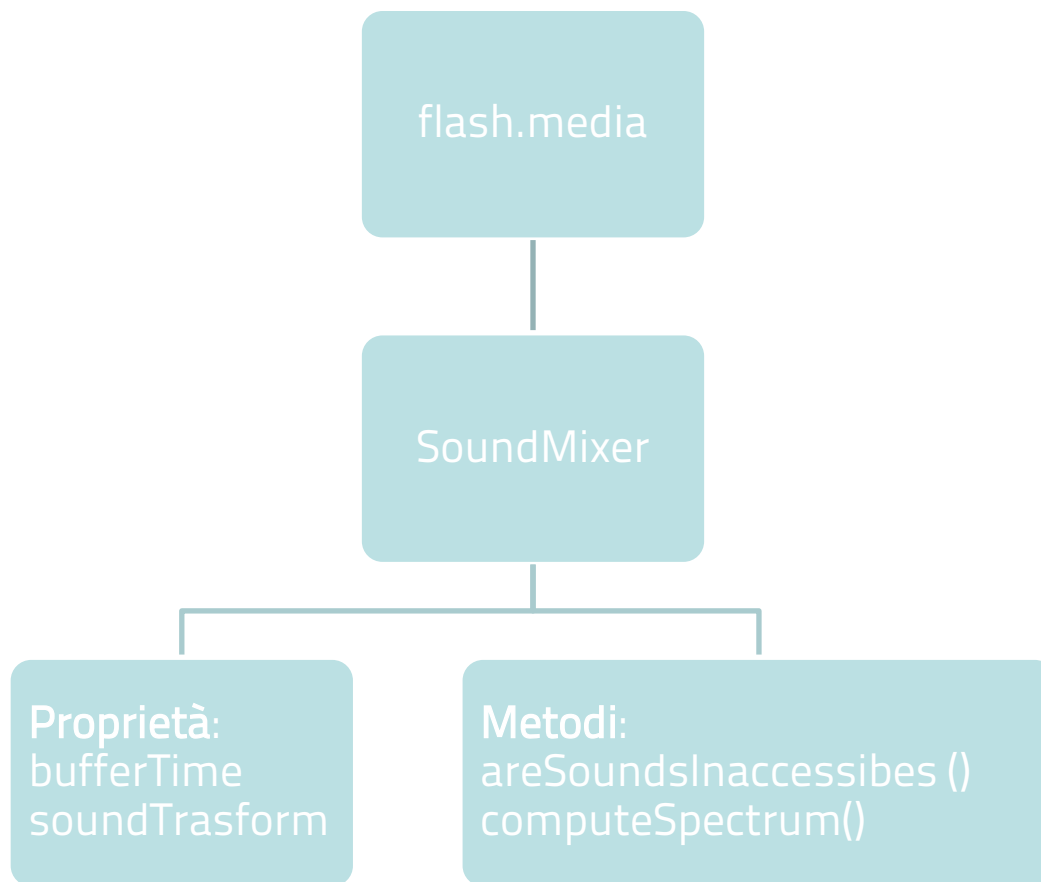 flash.media
SoundMixer
Proprietà:
bufferTime
soundTrasform
Metodi:
areSoundsInaccessibes ()
computeSpectrum()